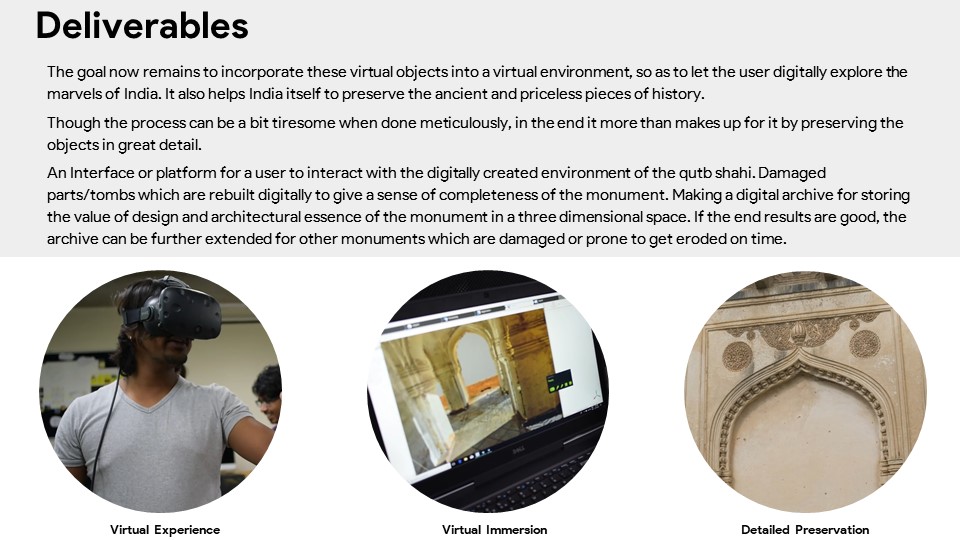 Deliverables
The goal now remains to incorporate these virtual objects into a virtual environment, so as to let the user digitally explore the
marvels of India. It also helps India itself to preserve the ancient and priceless pieces of history.
Though the process can be a bit tiresome when done meticulously, in the end it more than makes up for it by preserving the
objects in great detail.
An Interface or platform for a user to interact with the digitally created environment of the qutb shahi. Damaged
parts/tombs which are rebuilt digitally to give a sense of completeness of the monument. Making a digital archive for storing
the value of design and architectural essence of the monument in a three dimensional space. If the end results are good, the
archive can be further extended for other monuments which are damaged or prone to get eroded on time.
DELL
Virtual Experience
Virtual Immersion
Detailed Preservation